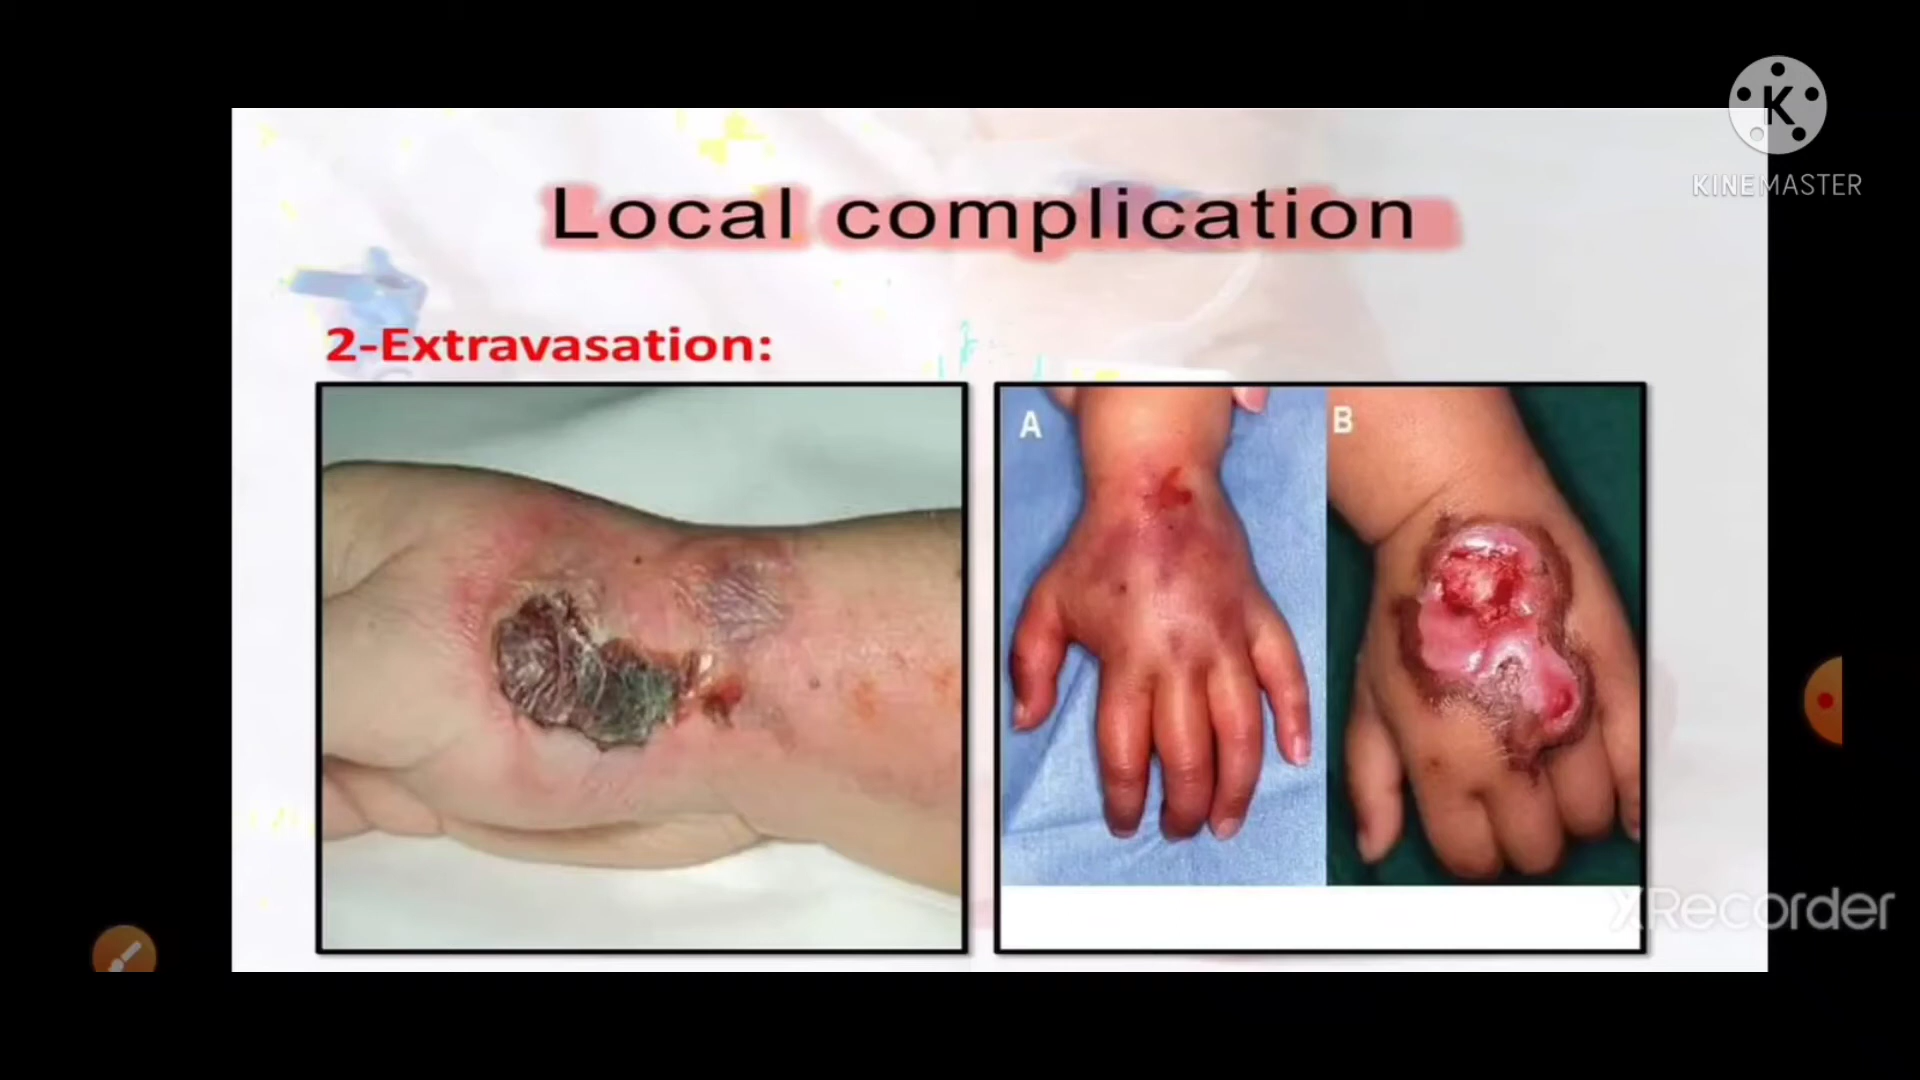 K
KINEMASTER
Local complication
2-Extravasation:
A
B
XRecorder